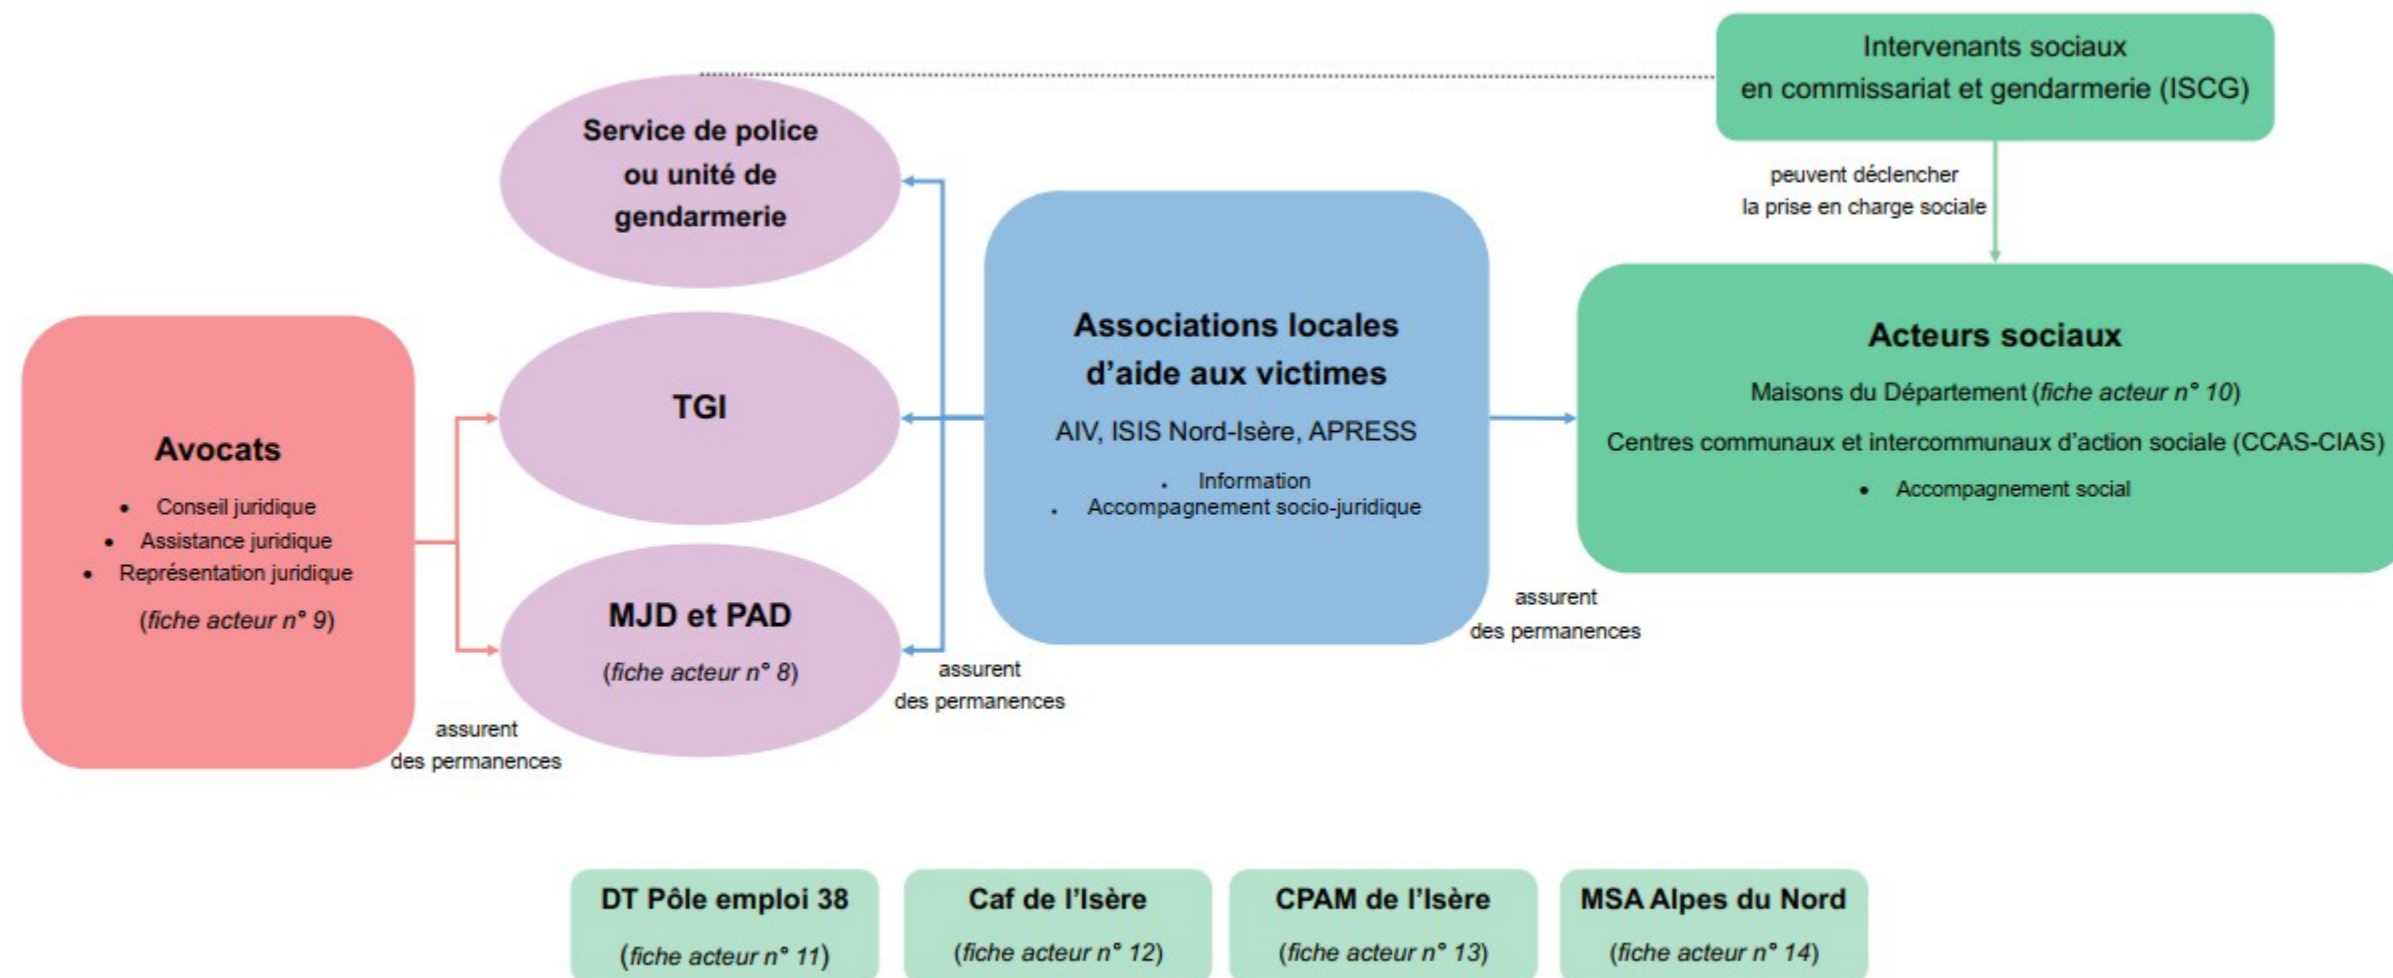 Intervenants sociaux
en commissariat et gendarmerie (ISCG)
peuvent déclencher
la prise en charge sociale
Service de police
ou unité de
gendarmerie
TGI
MJD et PAD
(fiche acteur n° 8)
Avocats
• Conseil juridique
• Assistance juridique
• Représentation juridique
(fiche acteur n° 9)
assurent
des permanences
Associations locales
d’aide aux victimes
AIV, ISIS Nord-Isère, APRESS
• Information
• Accompagnement socio-juridique
assurent
des permanences
assurent
des permanences
Acteurs sociaux
Maisons du Département (fiche acteur n° 10)
Centres communaux et intercommunaux d’action sociale (CCAS-CIAS)
• Accompagnement social
DT Pôle emploi 38
(fiche acteur n° 11)
Caf de l’Isère
(fiche acteur n° 12)
CPAM de l’Isère
(fiche acteur n° 13)
MSA Alpes du Nord
(fiche acteur n° 14)